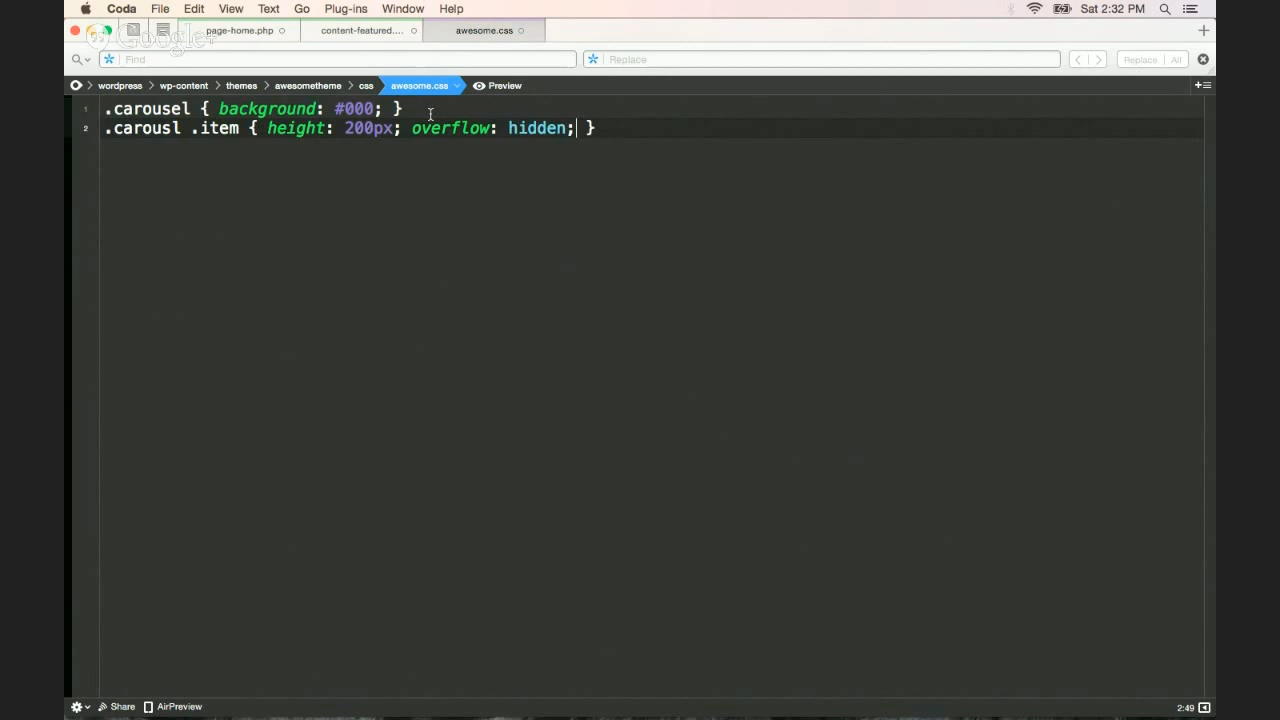 Coda File Edit View Text Go Plug-ins Window Help Sat 2:32 PM
Google+
page-home.php content-featured.... awesome.css
Find Replace Replace All
wordpress wp-content themes awesometheme css awesome.css Preview
1 .carousel { background: #000; }
2 .carousl .item { height: 200px; overflow: hidden; }
Share AirPreview 2:49